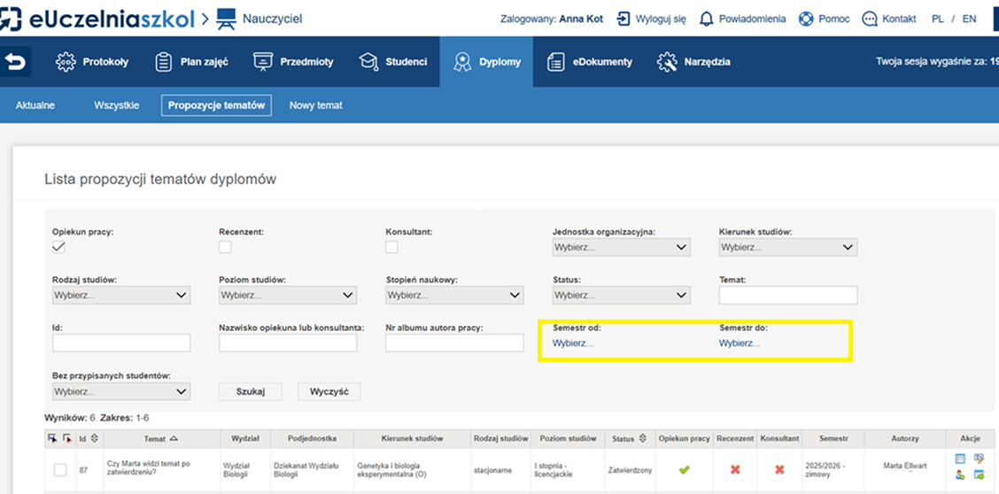 eUczelniaszkol > Nauczyciel Zalogowany: Anna Kot Wyloguj się Powiadomienia Pomoc Kontakt PL / EN
Protokoły Plan zajęć Przedmioty Studenci Dyplomy eDokumenty Narzędzia Twoja sesja wygaśnie za: 19
Aktualne Wszystkie Propozycje tematów Nowy temat
Lista propozycji tematów dyplomów
Opiekun pracy: Recenzent: Konsultant: Jednostka organizacyjna: Kierunek studiów:
Wybierz... Wybierz...
Rodzaj studiów: Poziom studiów: Stopień naukowy: Status: Temat:
Wybierz... Wybierz... Wybierz... Wybierz...
Id: Nazwisko opiekuna lub konsultanta: Nr albumu autora pracy: Semestr od: Semestr do:
Wybierz... Wybierz...
Bez przypisanych studentów:
Wybierz... Szukaj Wyczyść
Wyników: 6. Zakres: 1-6
Id Temat Wydział Podjednostka Kierunek studiów Rodzaj studiów Poziom studiów Status Opiekun pracy Recenzent Konsultant Semestr Autorzy Akcje
87 Czy Marta widzi temat po zatwierdzeniu? Wydział Biologii Dziekanat Wydziału Biologii Genetyka i biologia eksperymentalna (O) stacjonarne I stopnia - licencjackie Zatwierdzony 2025/2026 - zimowy Marta Ellwart